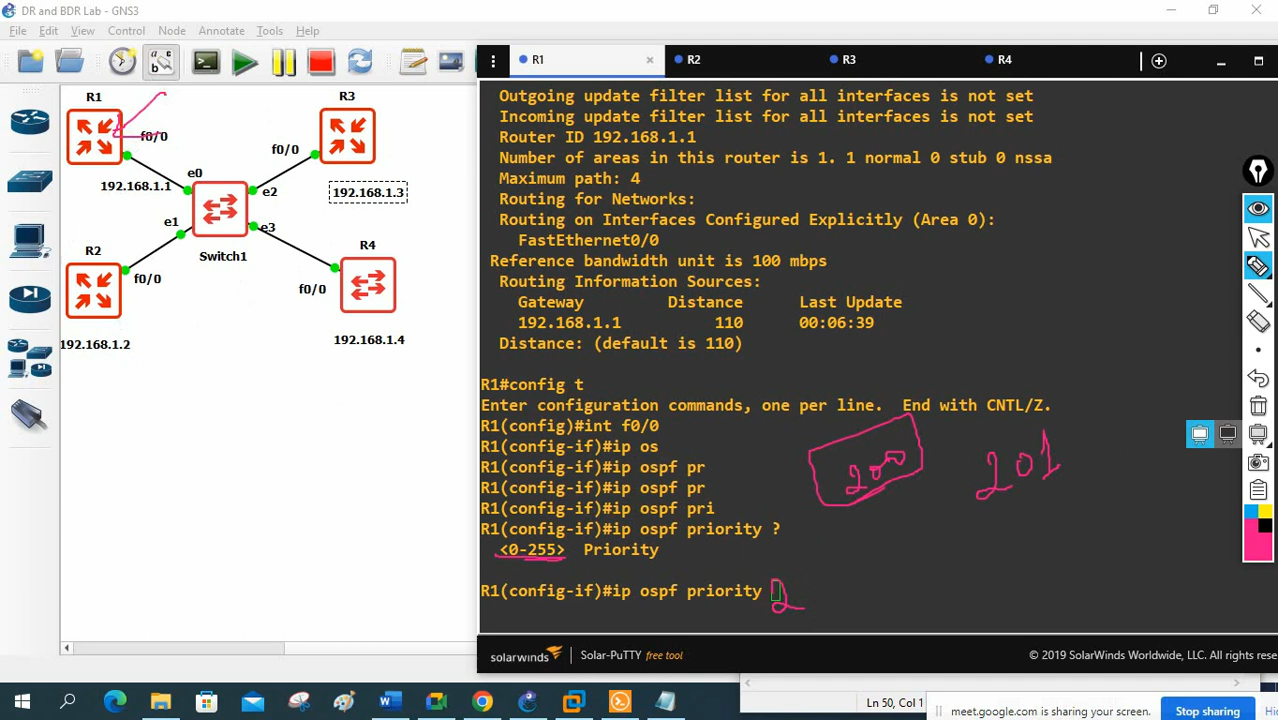 DR and BDR Lab - GNS3
File Edit View Control Node Annotate Tools Help
R1
f0/0
192.168.1.1
e0
R3
f0/0
e2
192.168.1.3
e1
e3
Switch1
R2
f0/0
192.168.1.2
R4
f0/0
192.168.1.4
R1 R2 R3 R4
Outgoing update filter list for all interfaces is not set
Incoming update filter list for all interfaces is not set
Router ID 192.168.1.1
Number of areas in this router is 1. 1 normal 0 stub 0 nssa
Maximum path: 4
Routing for Networks:
Routing on Interfaces Configured Explicitly (Area 0):
FastEthernet0/0
Reference bandwidth unit is 100 mbps
Routing Information Sources:
Gateway Distance Last Update
192.168.1.1 110 00:06:39
Distance: (default is 110)
R1#config t
Enter configuration commands, one per line. End with CNTL/Z.
R1(config)#int f0/0
R1(config-if)#ip os
R1(config-if)#ip ospf pr
R1(config-if)#ip ospf pr
R1(config-if)#ip ospf pri
R1(config-if)#ip ospf priority ?
<0-255> Priority
R1(config-if)#ip ospf priority
2
200
201
solarwinds Solar-PuTTY free tool © 2019 SolarWinds Worldwide, LLC. All rights rese
Ln 50, Col 1
meet.google.com is sharing your screen.
Stop sharing
Hi